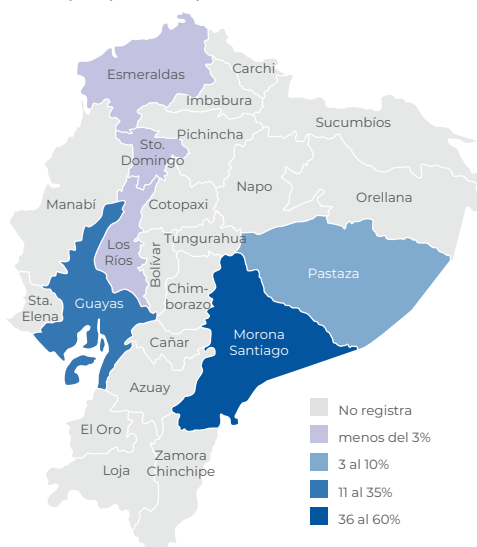 Esmeraldas
Carchi
Imbabura
Pichincha
Sucumbíos
Sto.
Domingo
Napo
Orellana
Manabí
Cotopaxi
Tungurahua
Los
Ríos
Bolívar
Pastaza
Chim-
borazo
Sta.
Elena
Guayas
Morona
Santiago
Cañar
Azuay
El Oro
Zamora
Chinchipe
Loja
No registra
menos del 3%
3 al 10%
11 al 35%
36 al 60%